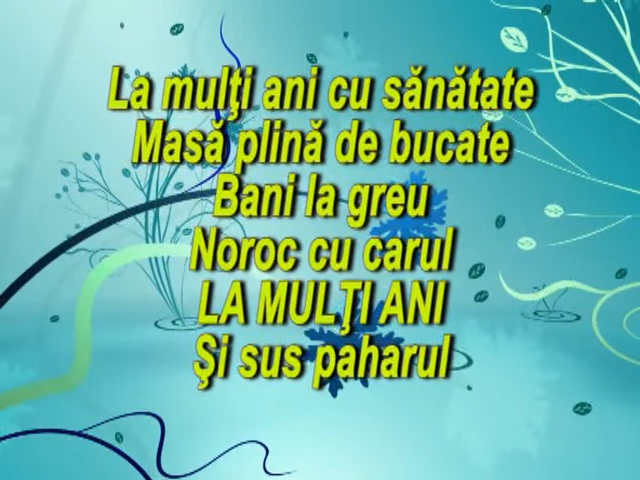 La mulţi ani cu sănătate
Masă plină de bucate
Bani la greu
Noroc cu carul
LA MULŢI ANI
Şi sus paharul